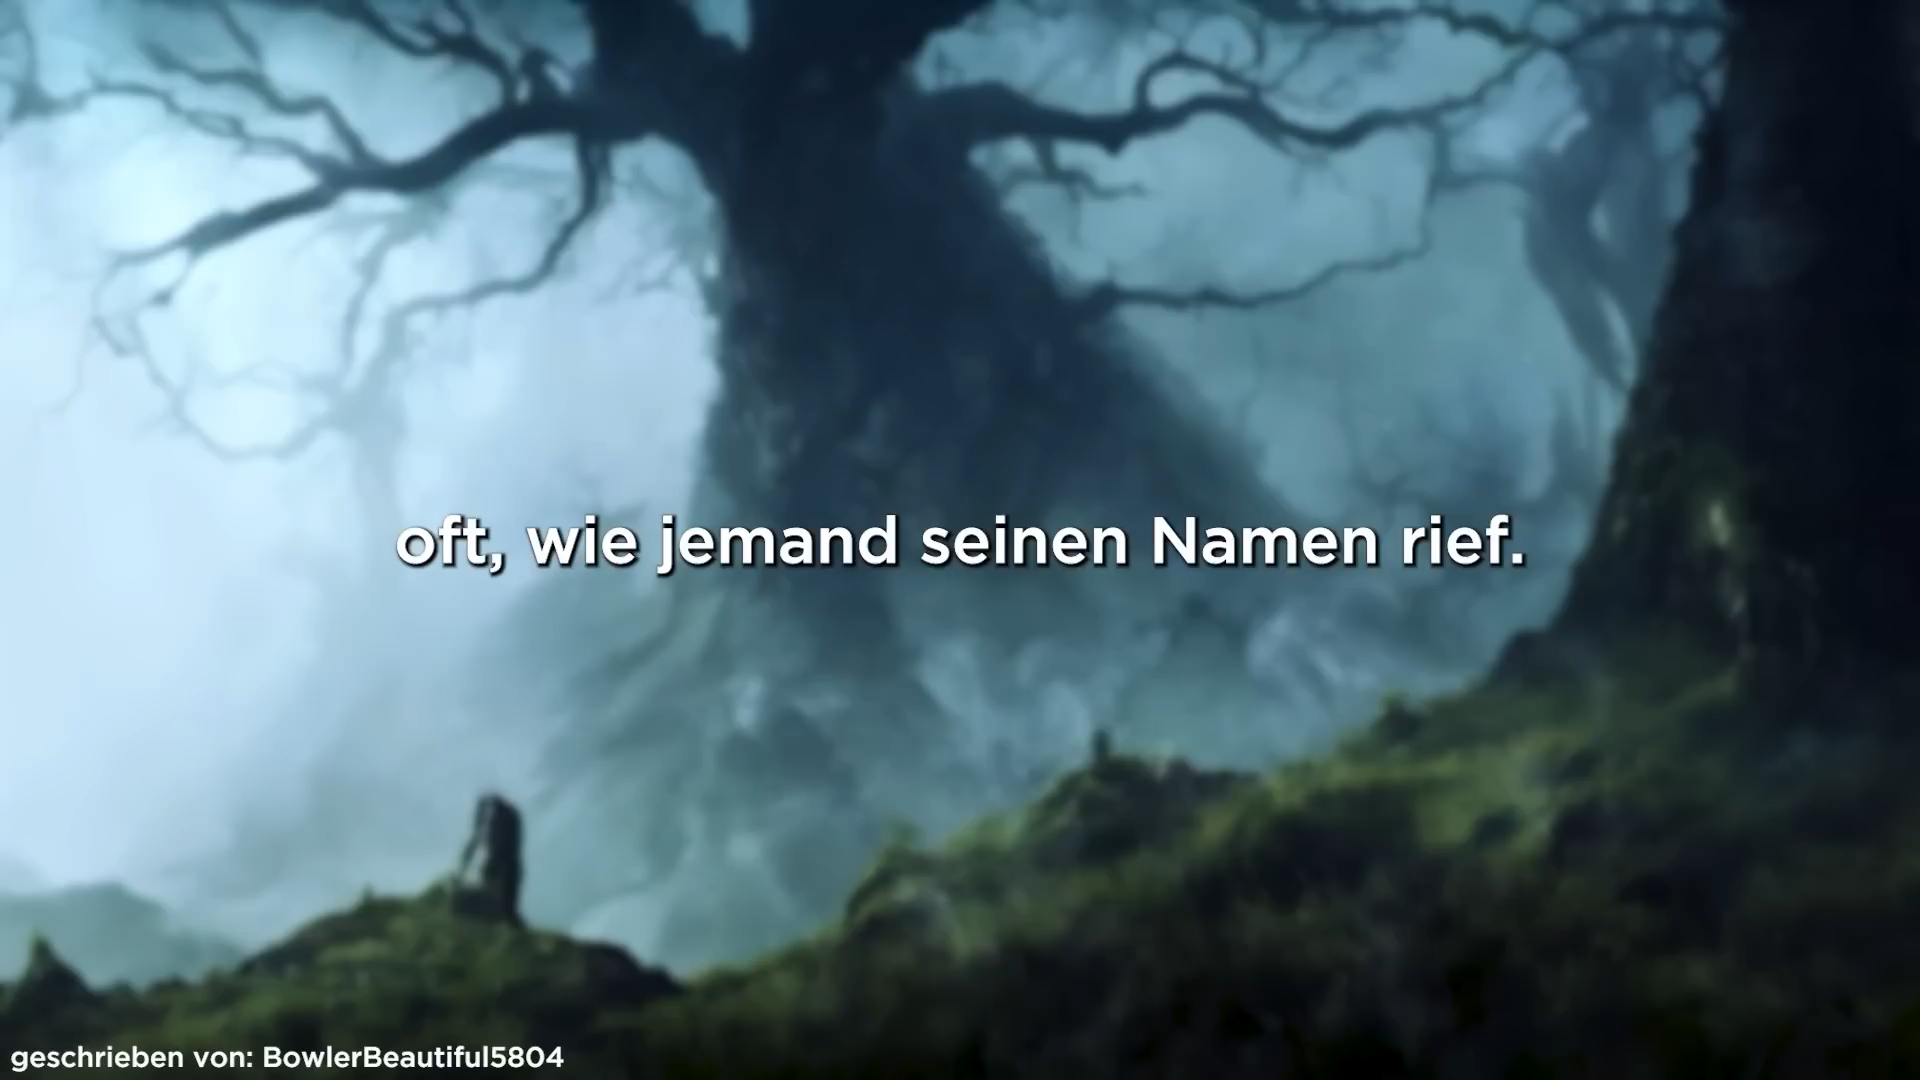 oft, wie jemand seinen Namen rief.
geschrieben von: BowlerBeautiful5804